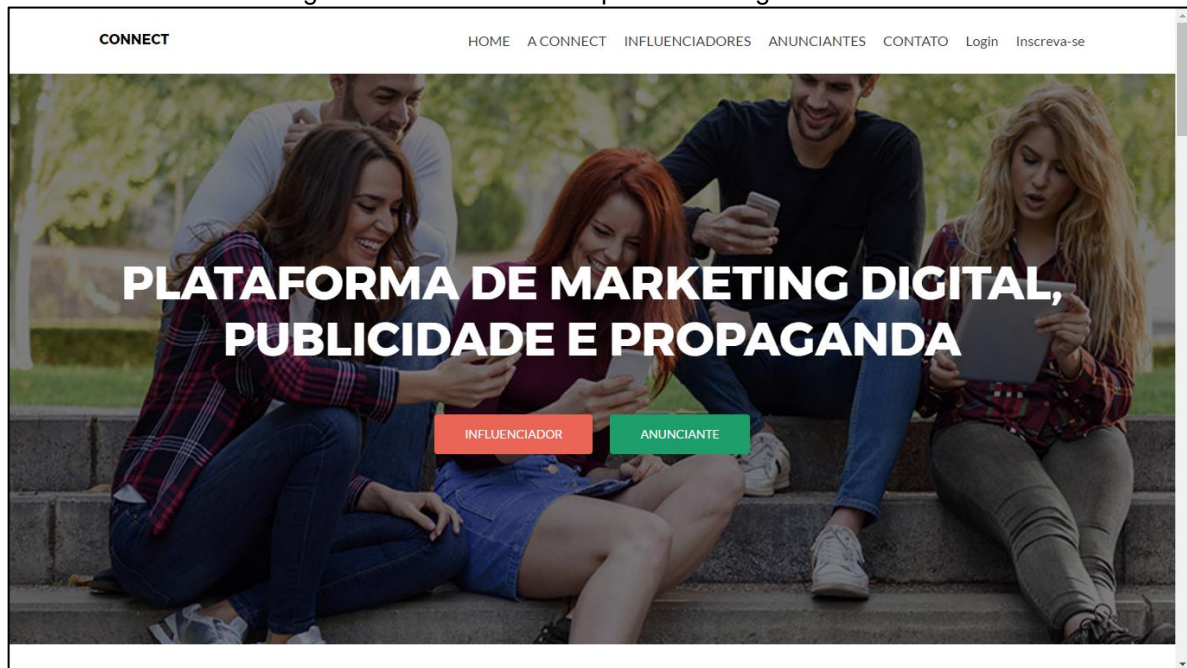 CONNECT
HOME A CONNECT INFLUENCIADORES ANUNCIANTES CONTATO Login Inscreva-se
PLATAFORMA DE MARKETING DIGITAL,
PUBLICIDADE E PROPAGANDA
INFLUENCIADOR ANUNCIANTE